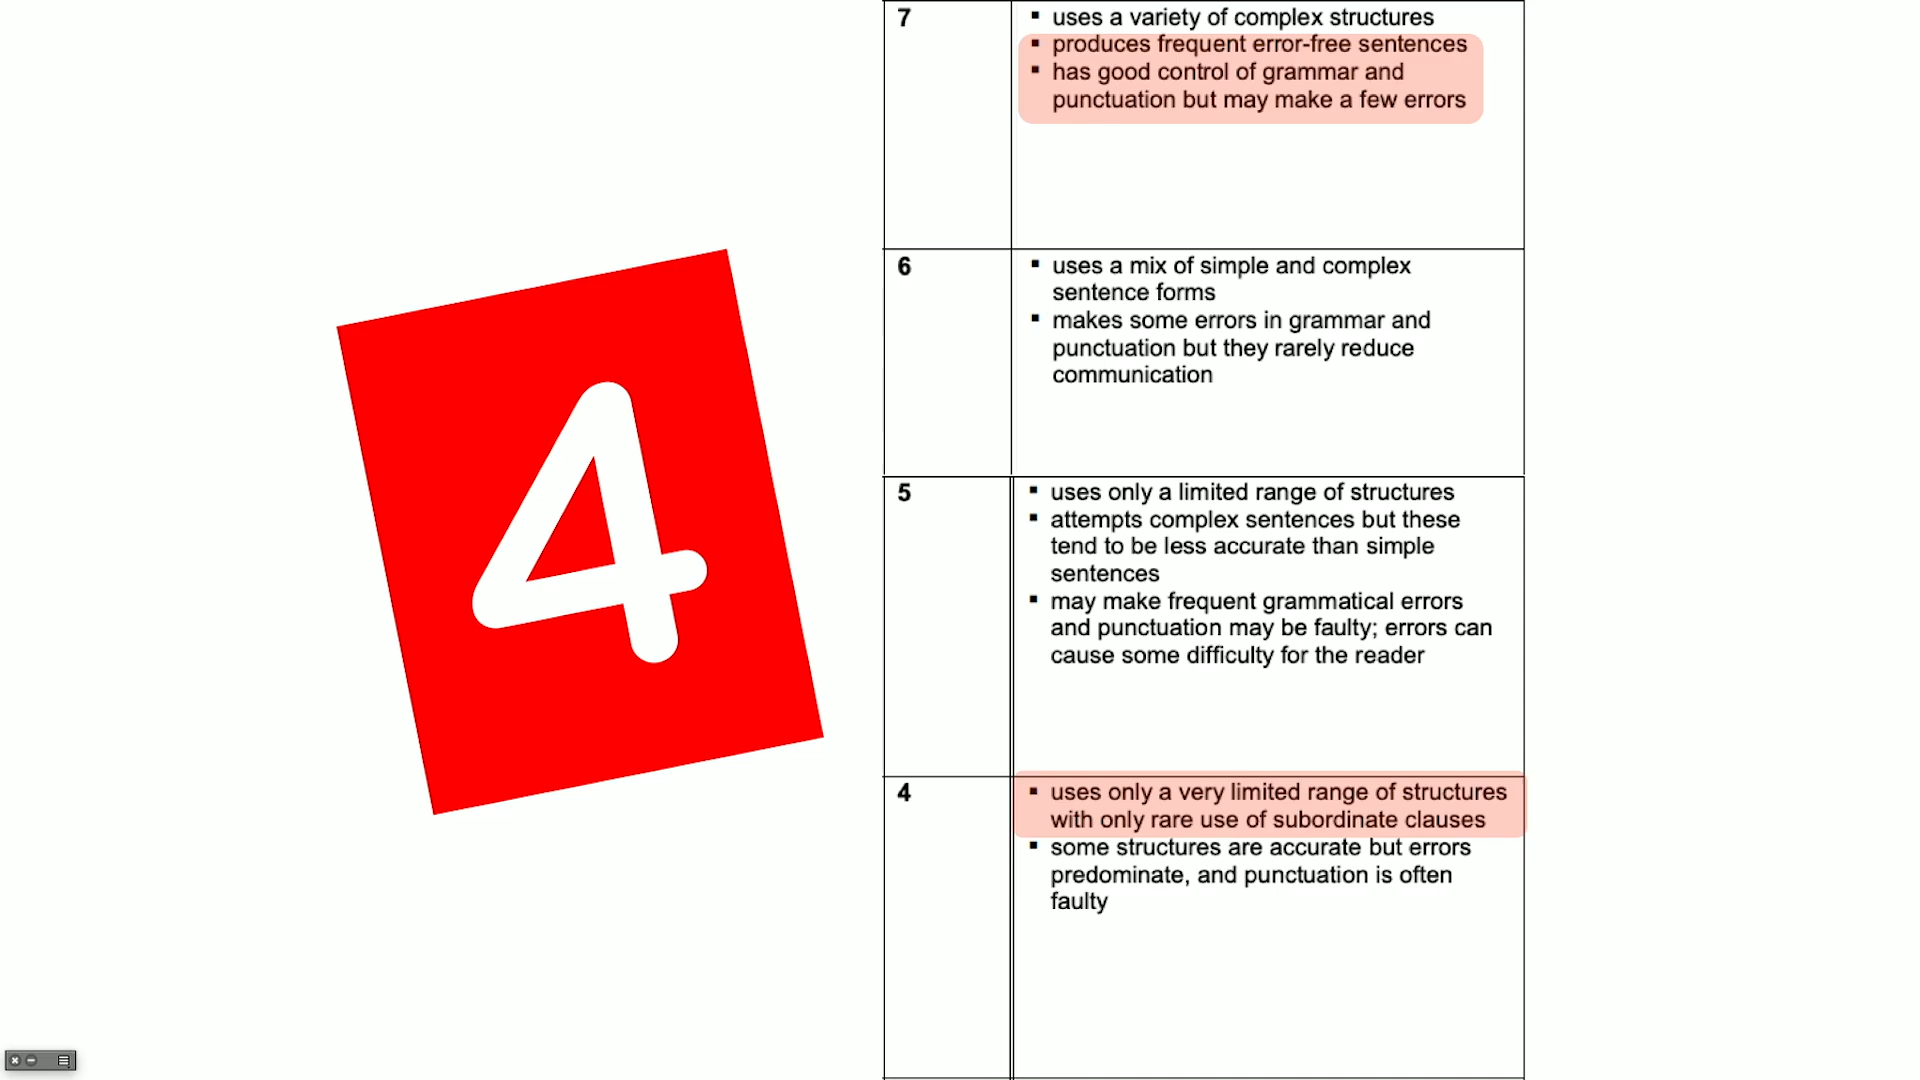 4
7
▪ uses a variety of complex structures
▪ produces frequent error-free sentences
▪ has good control of grammar and
punctuation but may make a few errors
6
▪ uses a mix of simple and complex
sentence forms
▪ makes some errors in grammar and
punctuation but they rarely reduce
communication
5
▪ uses only a limited range of structures
▪ attempts complex sentences but these
tend to be less accurate than simple
sentences
▪ may make frequent grammatical errors
and punctuation may be faulty; errors can
cause some difficulty for the reader
4
▪ uses only a very limited range of structures
with only rare use of subordinate clauses
▪ some structures are accurate but errors
predominate, and punctuation is often
faulty